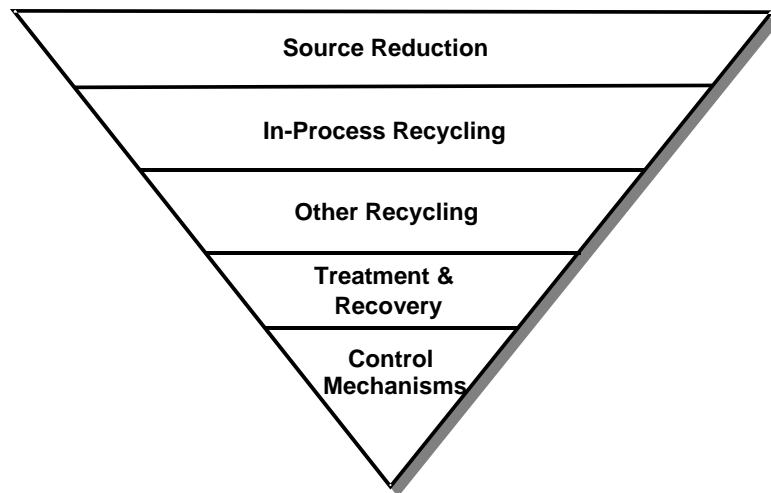 Source Reduction
In-Process Recycling
Other Recycling
Treatment &
Recovery
Control
Mechanisms